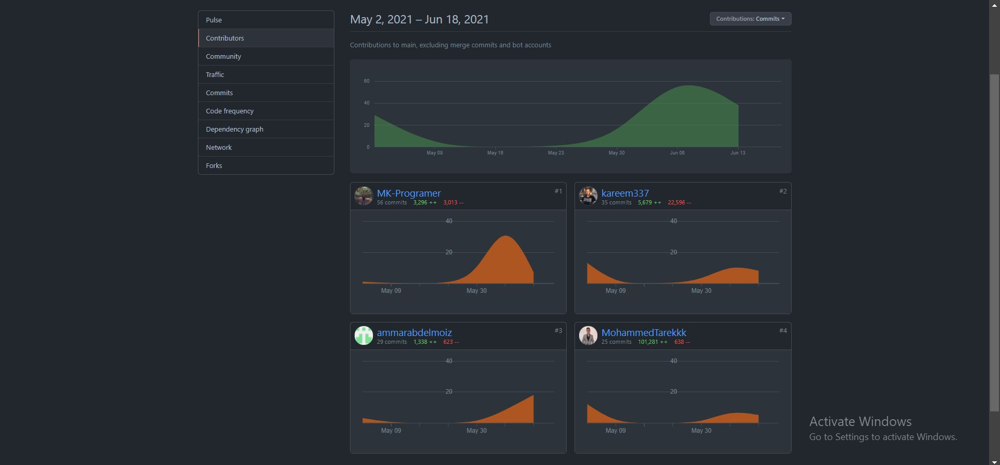 Pulse
Contributors
Community
Traffic
Commits
Code frequency
Dependency graph
Network
Forks
May 2, 2021 – Jun 18, 2021
Contributions: Commits
Contributions to main, excluding merge commits and bot accounts
60
40
20
0
May 09 May 16 May 23 May 30 Jun 06 Jun 13
MK-Programer #1
56 commits 3,296 ++ 3,013 --
40
20
May 09 May 30
kareem337 #2
35 commits 5,679 ++ 22,596 --
40
20
May 09 May 30
ammarabdelmoiz #3
29 commits 1,338 ++ 623 --
40
20
May 09 May 30
MohammedTarekkk #4
25 commits 101,281 ++ 638 --
40
20
May 09 May 30
Activate Windows
Go to Settings to activate Windows.